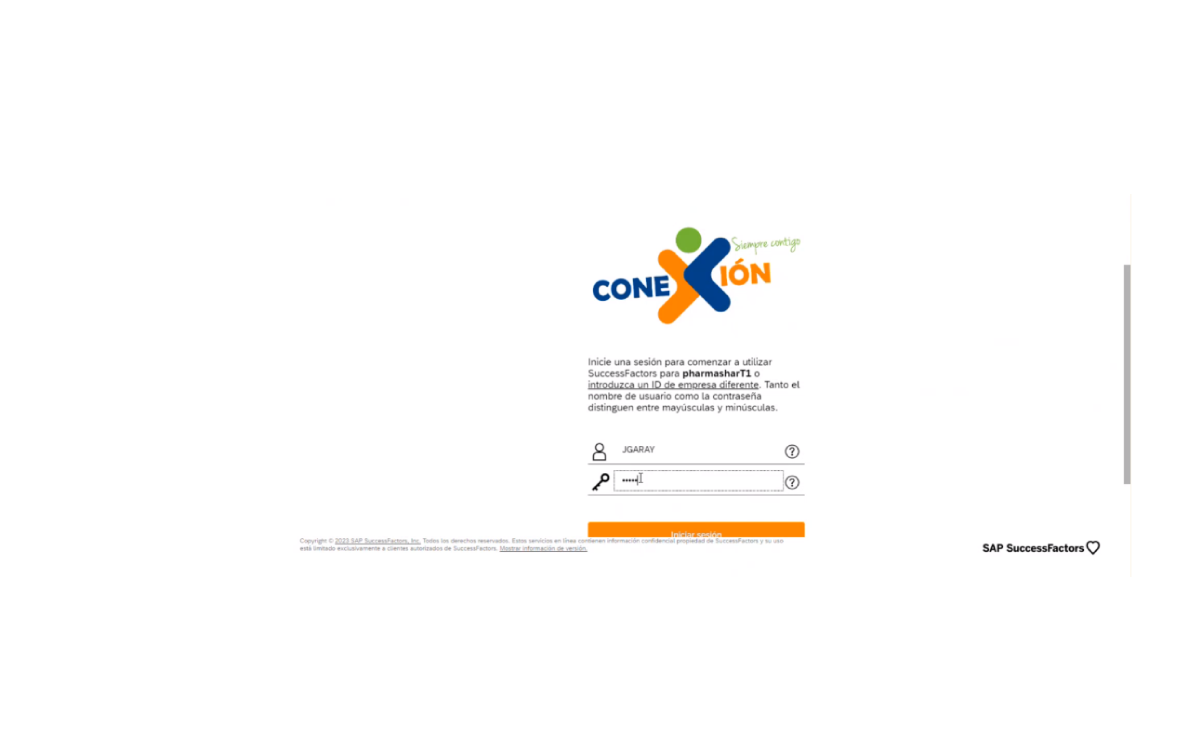 Siempre contigo
CONEXIÓN
Inicie una sesión para comenzar a utilizar
SuccessFactors para pharmasharT1 o
introduzca un ID de empresa diferente. Tanto el
nombre de usuario como la contraseña
distinguen entre mayúsculas y minúsculas.
JGARAY
Iniciar sesión
Copyright © 2023 SAP SuccessFactors, Inc. Todos los derechos reservados. Estos servicios en línea contienen información confidencial propiedad de SuccessFactors y su uso
está limitado exclusivamente a clientes autorizados de SuccessFactors. Mostrar información de versión.
SAP SuccessFactors